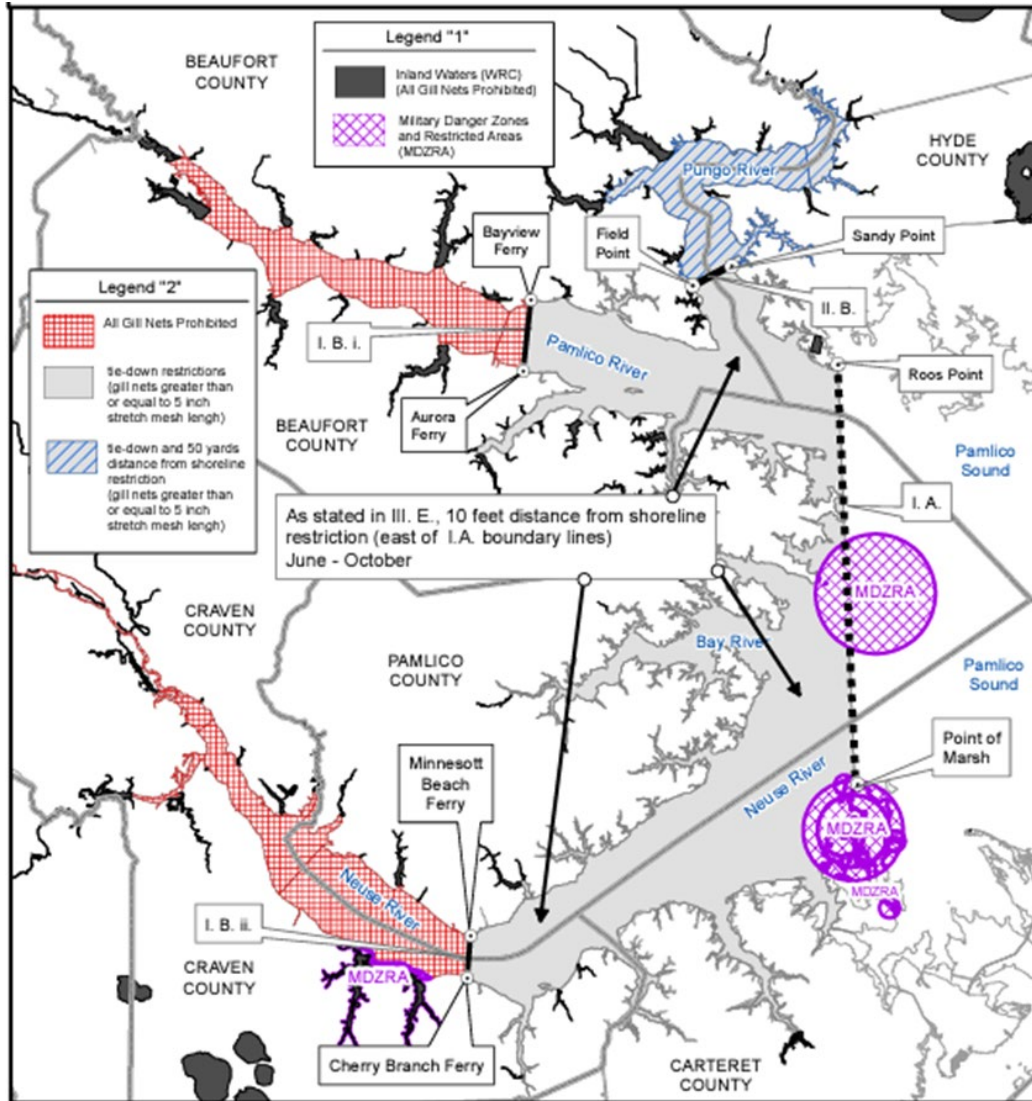 Legend "1"
Inland Waters (WRC)
(All Gill Nets Prohibited)
Military Danger Zones
and Restricted Areas
(MDZRA)
BEAUFORT
COUNTY
HYDE
COUNTY
Pungo River
Bayview
Ferry
Field
Point
Sandy Point
II. B.
Legend "2"
All Gill Nets Prohibited
tie-down restrictions
(gill nets greater than
or equal to 5 inch
stretch mesh lengh)
tie-down and 50 yards
distance from shoreline
restriction
(gill nets greater than
or equal to 5 inch
stretch mesh lengh)
I. B. i.
Pamlico River
Roos Point
Aurora
Ferry
BEAUFORT
COUNTY
Pamlico
Sound
I. A.
As stated in III. E., 10 feet distance from shoreline
restriction (east of I.A. boundary lines)
June - October
MDZRA
CRAVEN
COUNTY
Bay River
PAMLICO
COUNTY
Pamlico
Sound
Point of
Marsh
Minnesott
Beach
Ferry
Neuse River
MDZRA
MDZRA
Neuse River
I. B. ii.
CRAVEN
COUNTY
MDZRA
Cherry Branch Ferry
CARTERET
COUNTY